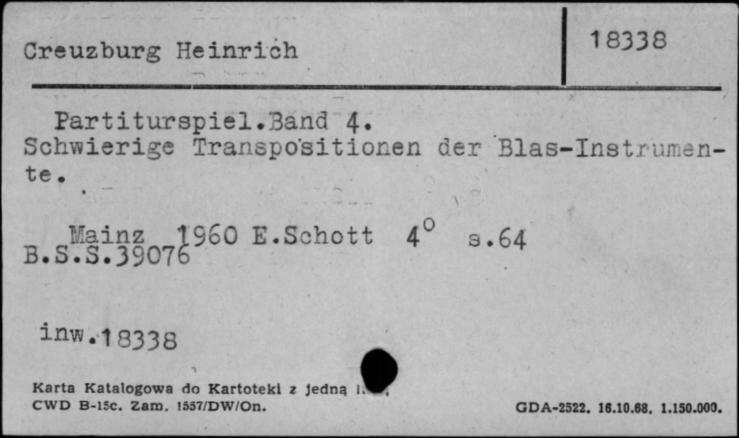 Creuzburg Heinrich
18338
Partiturspiel.Band 4.
Schwierige Transpositionen der Blas-Instrumen-
te.
Mainz 1960 E.Schott 4⁰ s.64
B.S.S.39076
inw.18338
Karta Katalogowa do Kartoteki z jedną
CWD B-15c. Zam. 1557/DW/On.
GDA-2522. 16.10.68. 1.150.000.